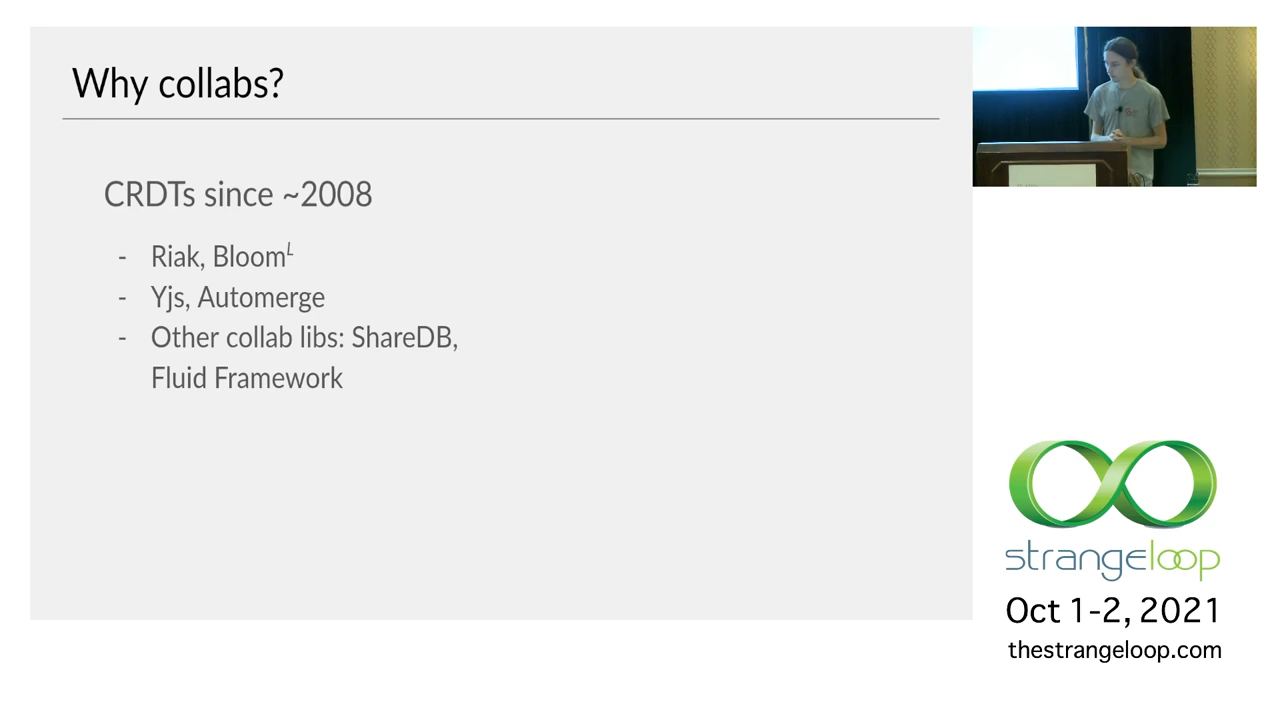 Why collabs?
CRDTs since ~2008
- Riak, Bloom^L
- Yjs, Automerge
- Other collab libs: ShareDB,
Fluid Framework
strangeloop
Oct 1-2, 2021
thestrangeloop.com